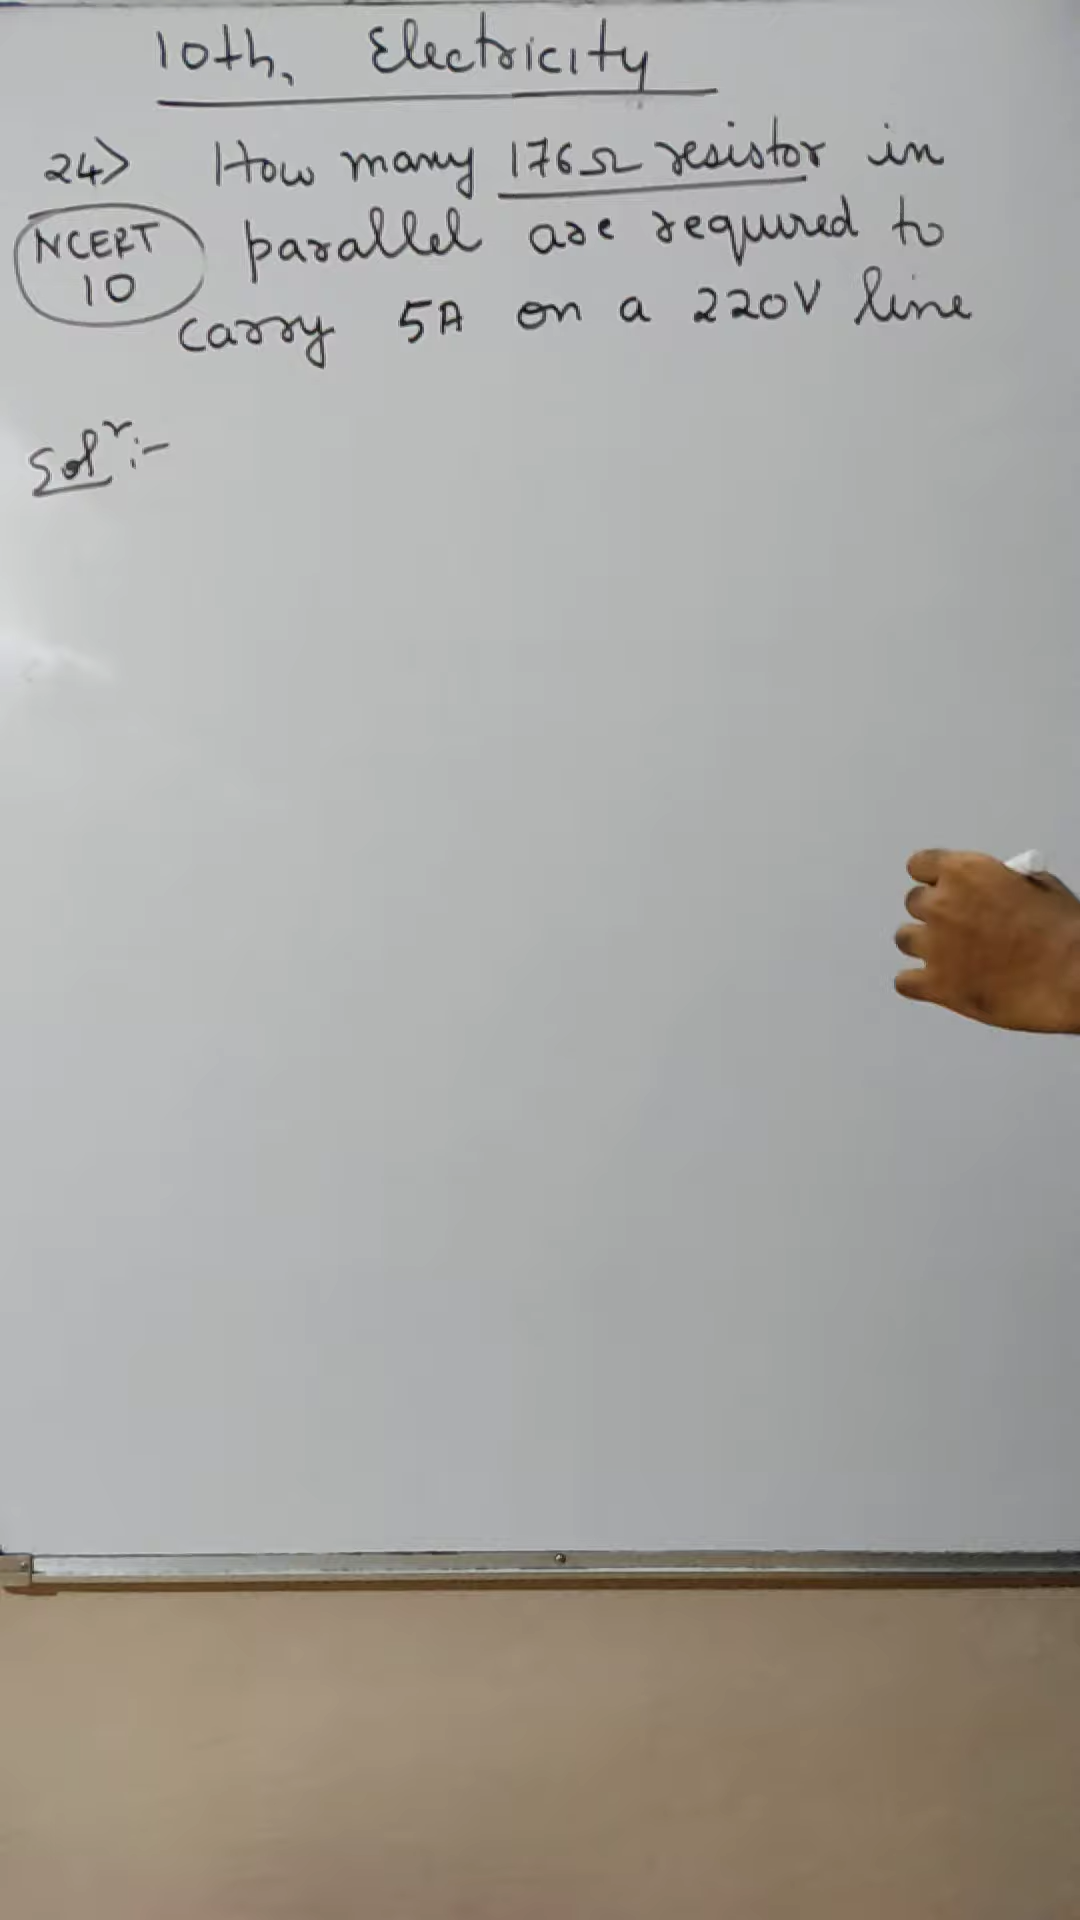 10th, Electricity
24> How many 176Ω resistor in
NCERT
10
parallel are required to
carry 5A on a 220V line
Solⁿ:-